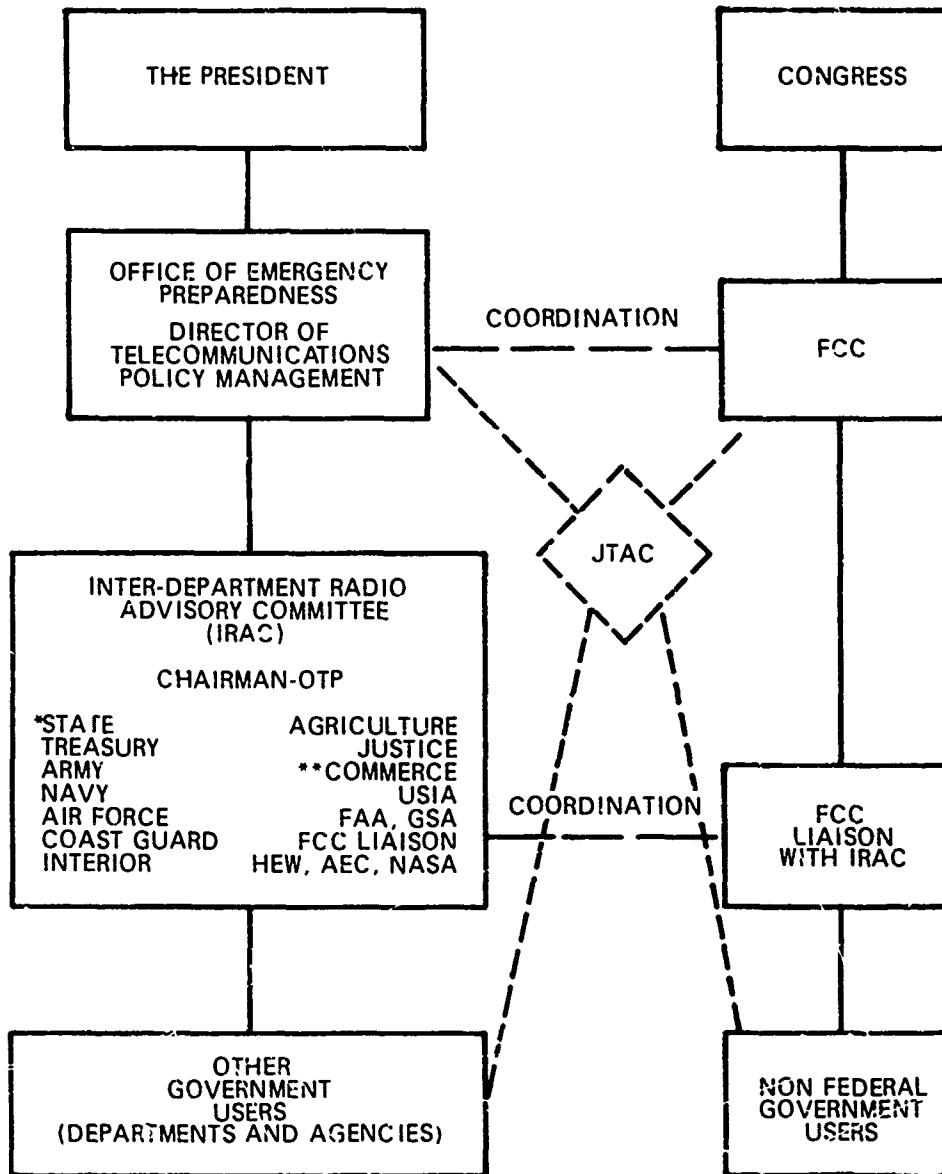 THE PRESIDENT
CONGRESS
OFFICE OF EMERGENCY
PREPAREDNESS
DIRECTOR OF
TELECOMMUNICATIONS
POLICY MANAGEMENT
COORDINATION
FCC
JTAC
INTER-DEPARTMENT RADIO
ADVISORY COMMITTEE
(IRAC)
CHAIRMAN-OTP
*STATE AGRICULTURE
TREASURY JUSTICE
ARMY **COMMERCE
NAVY USIA
AIR FORCE FAA, GSA
COAST GUARD FCC LIAISON
INTERIOR HEW, AEC, NASA
COORDINATION
FCC
LIAISON
WITH IRAC
OTHER
GOVERNMENT
USERS
(DEPARTMENTS AND AGENCIES)
NON FEDERAL
GOVERNMENT
USERS